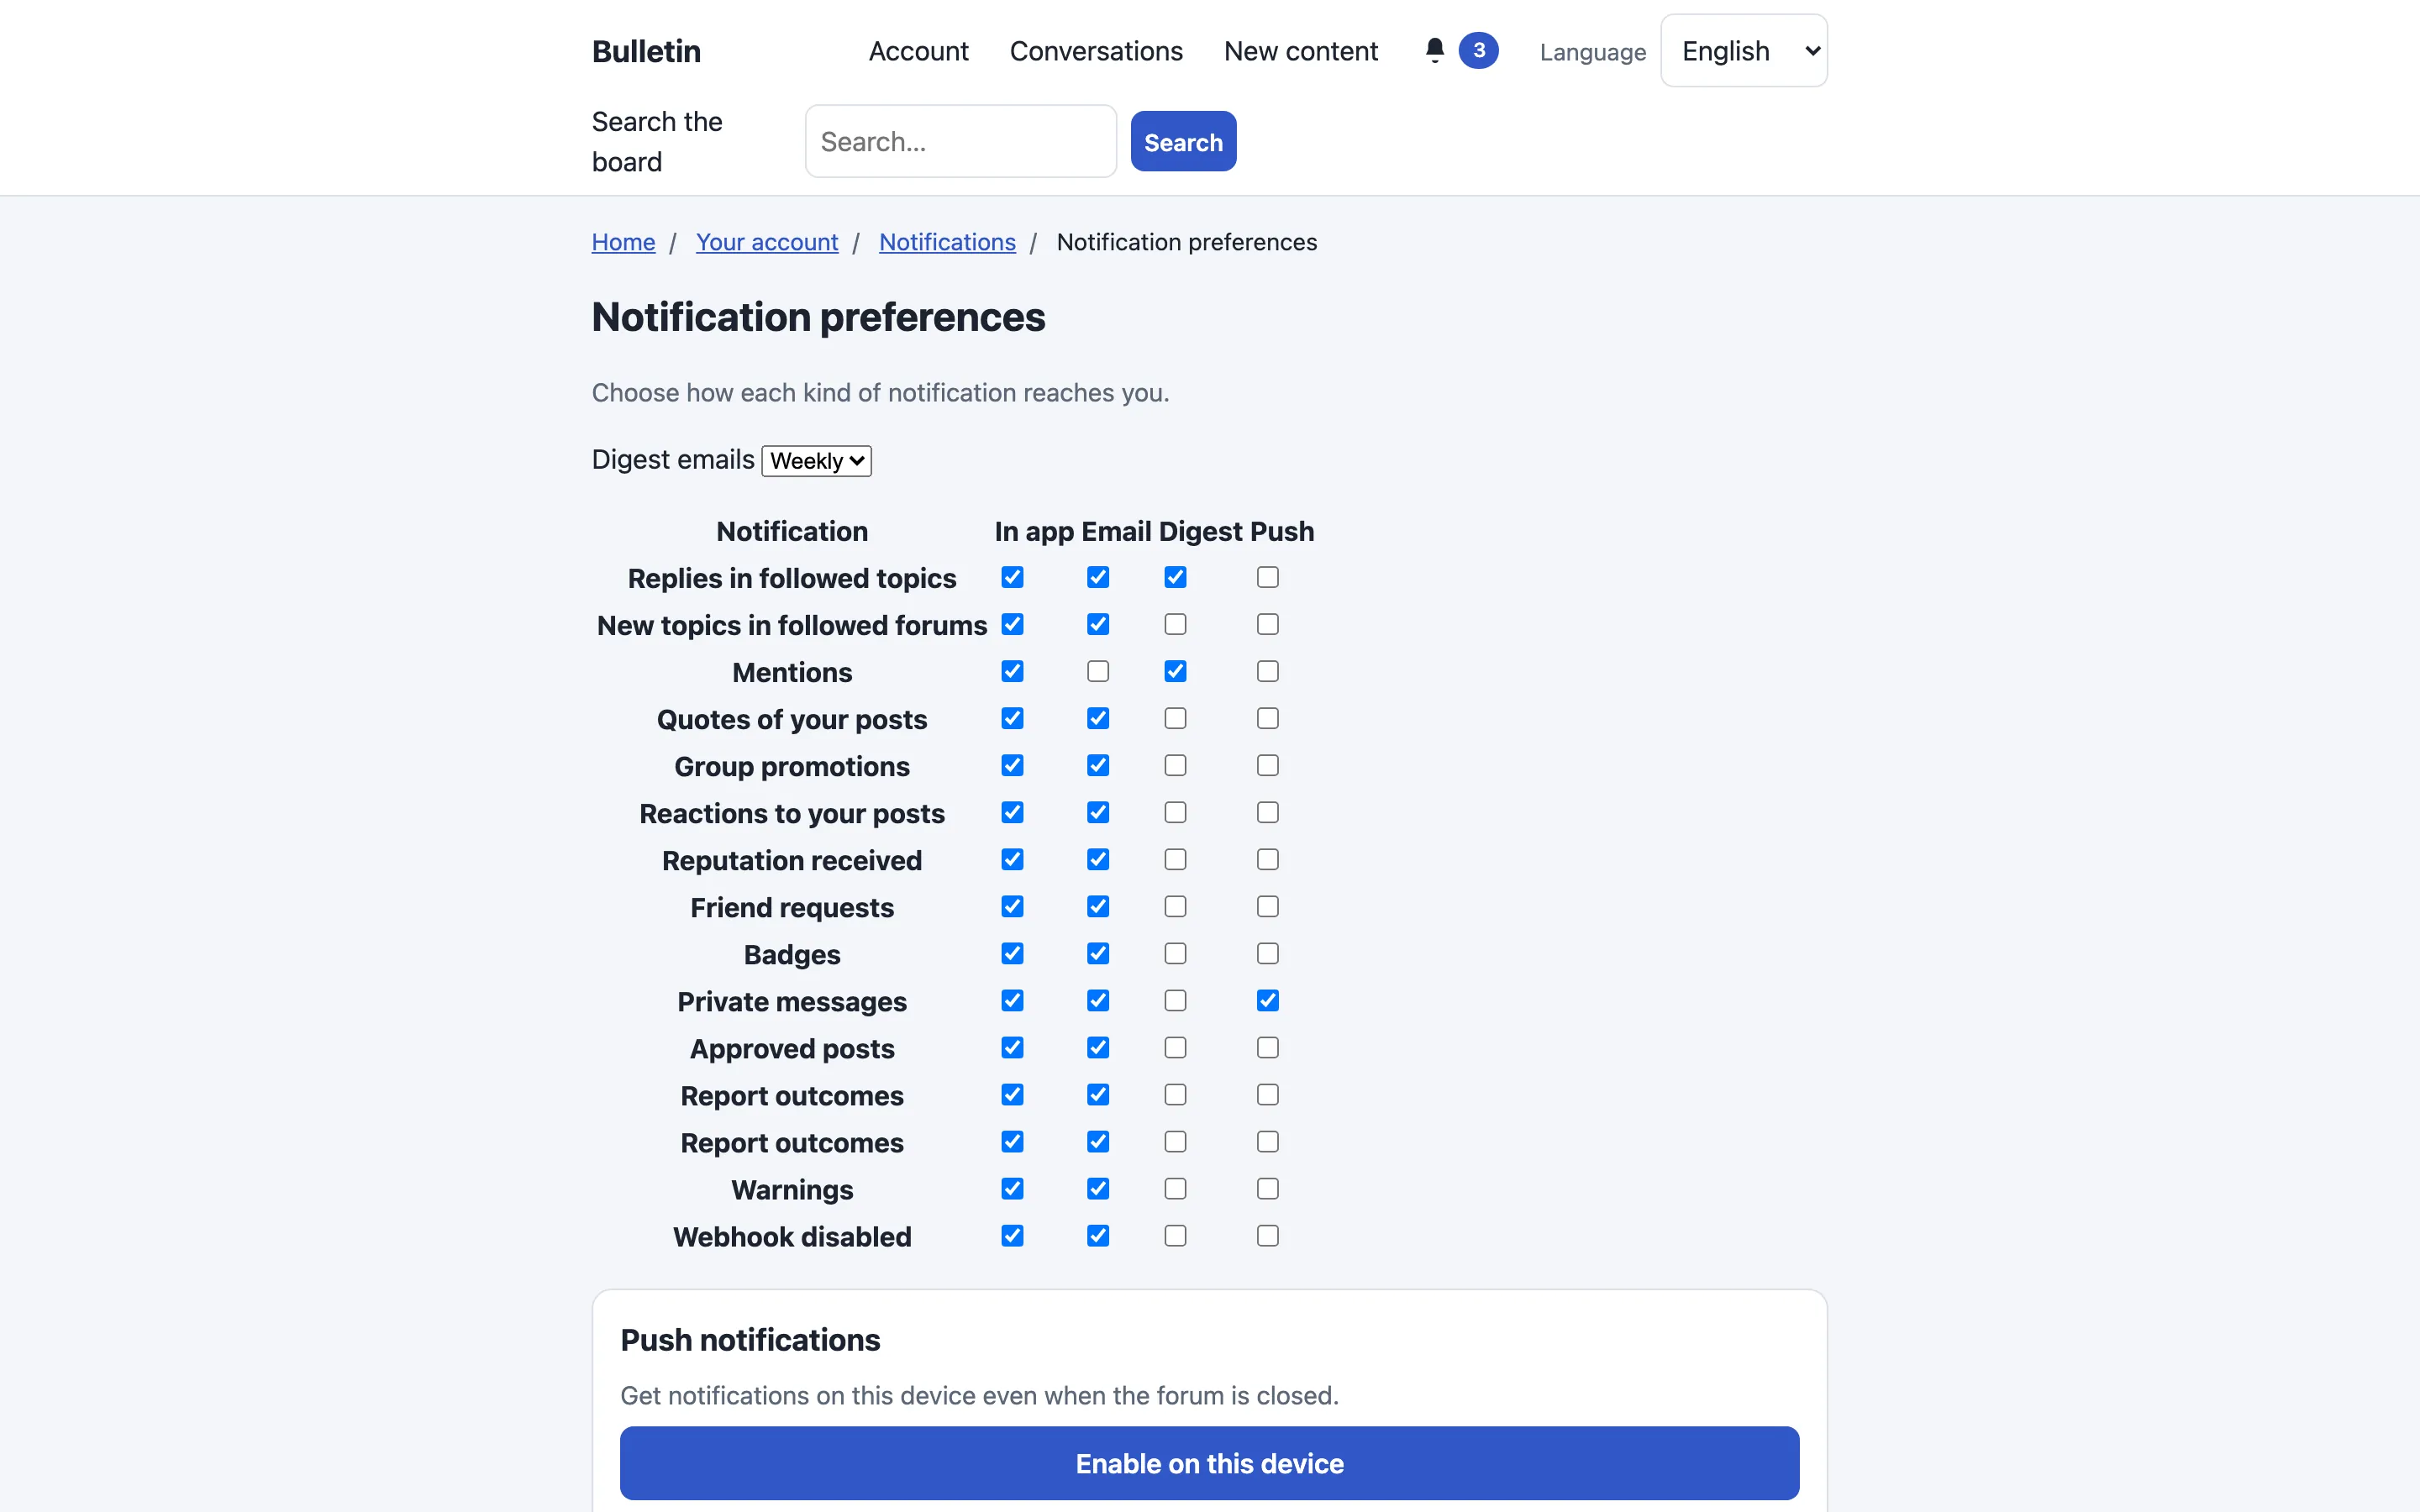 Bulletin Account Conversations New content 3 Language English
Search the
board
Search... Search
Home / Your account / Notifications / Notification preferences
Notification preferences
Choose how each kind of notification reaches you.
Digest emails Weekly
Notification In app Email Digest Push
Replies in followed topics
New topics in followed forums
Mentions
Quotes of your posts
Group promotions
Reactions to your posts
Reputation received
Friend requests
Badges
Private messages
Approved posts
Report outcomes
Report outcomes
Warnings
Webhook disabled
Push notifications
Get notifications on this device even when the forum is closed.
Enable on this device